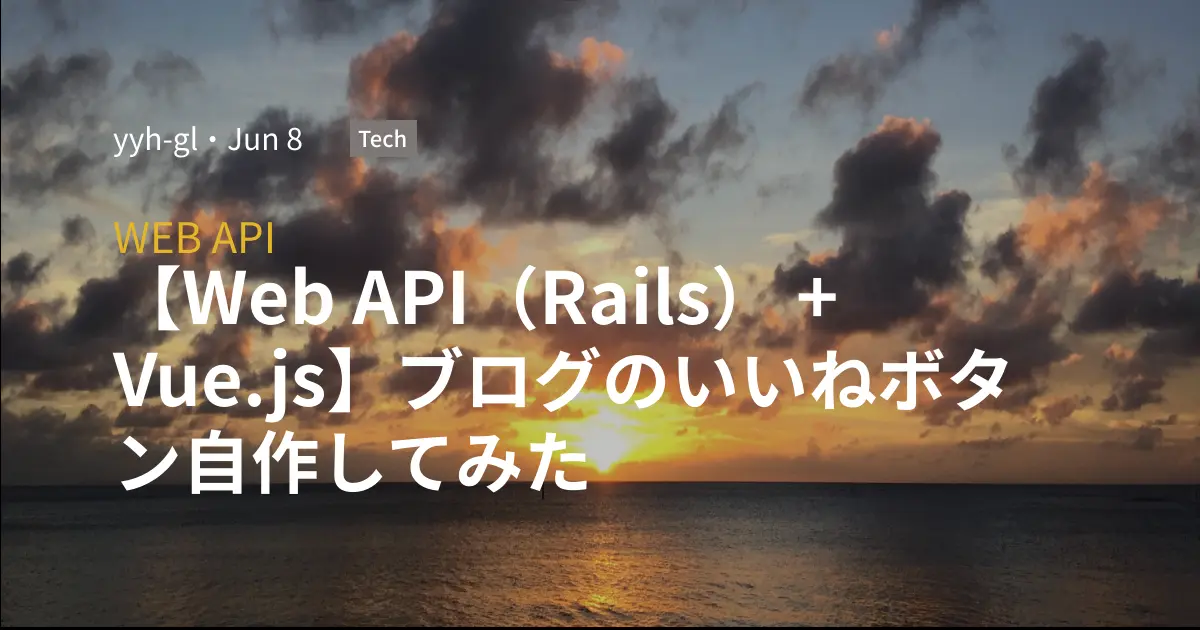 yyh-gl・Jun 8 Tech
WEB API
【Web API（Rails） +
Vue.js】ブログのいいねボタ
ン自作してみた